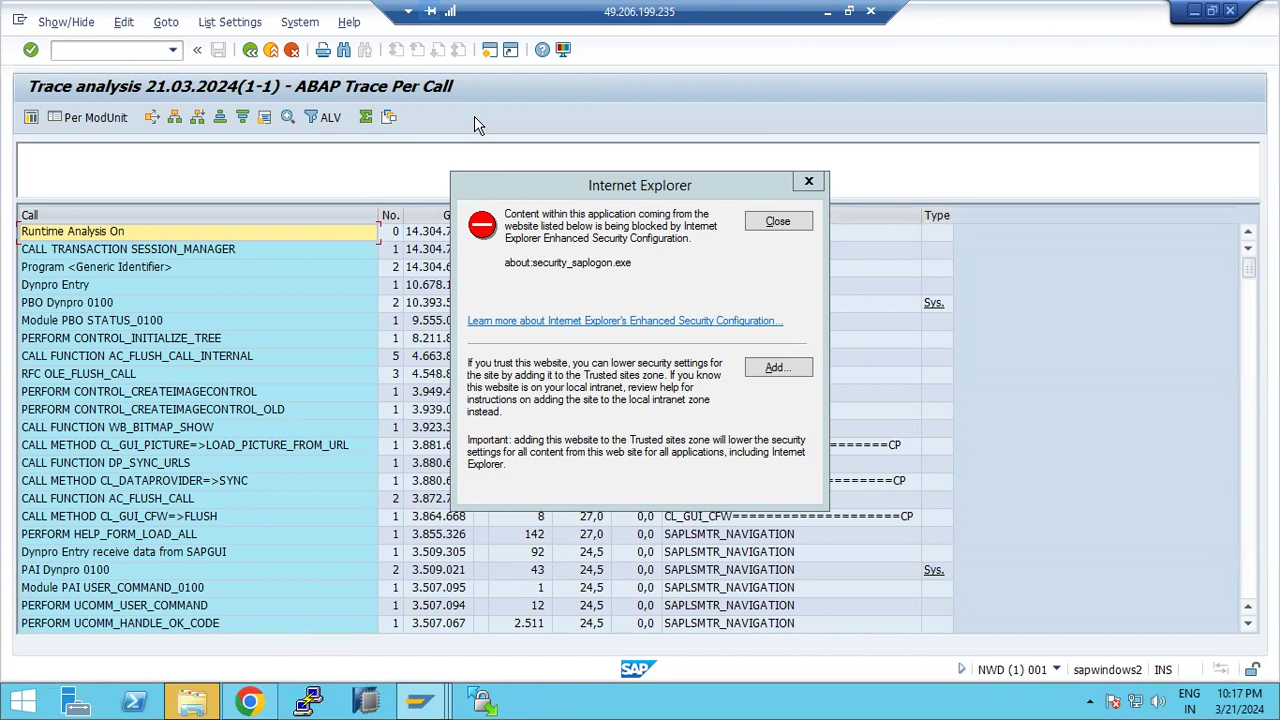 49.206.199.235
Show/Hide Edit Goto List Settings System Help
Trace analysis 21.03.2024(1-1) - ABAP Trace Per Call
Per ModUnit ALV
Call No. G Type
Runtime Analysis On 0 14.304.7
CALL TRANSACTION SESSION_MANAGER 1 14.304.7
Program <Generic Identifier> 2 14.304.6
Dynpro Entry 1 10.678.1
PBO Dynpro 0100 2 10.393.5 Sys.
Module PBO STATUS_0100 1 9.555.0
PERFORM CONTROL_INITIALIZE_TREE 1 8.211.8
CALL FUNCTION AC_FLUSH_CALL_INTERNAL 5 4.663.8
RFC OLE_FLUSH_CALL 3 4.548.8
PERFORM CONTROL_CREATEIMAGECONTROL 1 3.949.4
PERFORM CONTROL_CREATEIMAGECONTROL_OLD 1 3.939.0
CALL FUNCTION WB_BITMAP_SHOW 1 3.923.3
CALL METHOD CL_GUI_PICTURE=>LOAD_PICTURE_FROM_URL 1 3.881.6 =======CP
CALL FUNCTION DP_SYNC_URLS 1 3.880.6
CALL METHOD CL_DATAPROVIDER=>SYNC 1 3.880.6 ========CP
CALL FUNCTION AC_FLUSH_CALL 2 3.872.7
CALL METHOD CL_GUI_CFW=>FLUSH 1 3.864.668 8 27,0 0,0 CL_GUI_CFW====================CP
PERFORM HELP_FORM_LOAD_ALL 1 3.855.326 142 27,0 0,0 SAPLSMTR_NAVIGATION
Dynpro Entry receive data from SAPGUI 1 3.509.305 92 24,5 0,0 SAPLSMTR_NAVIGATION
PAI Dynpro 0100 2 3.509.021 43 24,5 0,0 SAPLSMTR_NAVIGATION Sys.
Module PAI USER_COMMAND_0100 1 3.507.095 1 24,5 0,0 SAPLSMTR_NAVIGATION
PERFORM UCOMM_USER_COMMAND 1 3.507.094 12 24,5 0,0 SAPLSMTR_NAVIGATION
PERFORM UCOMM_HANDLE_OK_CODE 1 3.507.067 2.511 24,5 0,0 SAPLSMTR_NAVIGATION
Internet Explorer
Content within this application coming from the
website listed below is being blocked by Internet
Explorer Enhanced Security Configuration.
Close
about:security_saplogon.exe
Learn more about Internet Explorer's Enhanced Security Configuration...
If you trust this website, you can lower security settings for
the site by adding it to the Trusted sites zone. If you know
this website is on your local intranet, review help for
instructions on adding the site to the local intranet zone
instead.
Add...
Important: adding this website to the Trusted sites zone will lower the security
settings for all content from this web site for all applications, including Internet
Explorer.
SAP
NWD (1) 001 sapwindows2 INS
ENG
IN
10:17 PM
3/21/2024